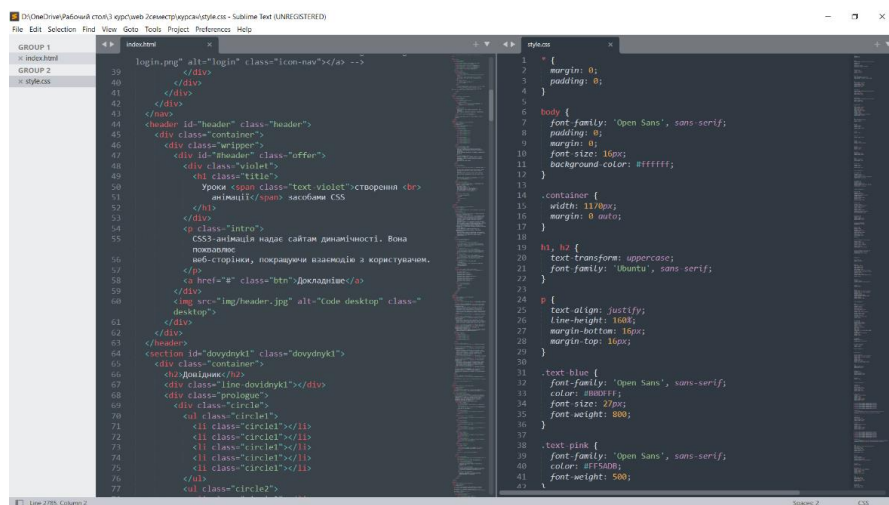 D:\OneDrive\Рабочий стол\3 курс\web 2семестр\курсач\style.css - Sublime Text (UNREGISTERED)
File Edit Selection Find View Goto Tools Project Preferences Help
GROUP 1
index.html
GROUP 2
style.css
index.html
login.png" alt="login" class="icon-nav"></a> -->
39 </div>
40 </div>
41 </div>
42 </div>
43 </nav>
44 <header id="header" class="header">
45 <div class="container">
46 <div class="wripper">
47 <div id="#header" class="offer">
48 <div class="violet">
49 <h1 class="title">
50 Уроки <span class="text-violet">створення <br>
51 анімації</span> засобами CSS
52 </h1>
53 </div>
54 <p class="intro">
55 CSS3-анімація надає сайтам динамічності. Вона
пожвавлює
56 веб-сторінки, покращуючи взаємодію з користувачем.
57 </p>
58 <a href="#" class="btn">Докладніше</a>
59 </div>
60 <img src="img/header.jpg" alt="Code desktop" class="
desktop">
61 </div>
62 </div>
63 </header>
64 <section id="dovydnyk1" class="dovydnyk1">
65 <div class="container">
66 <h2>Довідник</h2>
67 <div class="line-dovidnyk1"></div>
68 <div class="prologue">
69 <div class="circle">
70 <ul class="circle1">
71 <li class="circle1"></li>
72 <li class="circle1"></li>
73 <li class="circle1"></li>
74 <li class="circle1"></li>
75 <li class="circle1"></li>
76 </ul>
77 <ul class="circle2">
style.css
1 * {
2 margin: 0;
3 padding: 0;
4 }
5
6 body {
7 font-family: 'Open Sans', sans-serif;
8 padding: 0;
9 margin: 0;
10 font-size: 16px;
11 background-color: #ffffff;
12 }
13
14 .container {
15 width: 1170px;
16 margin: 0 auto;
17 }
18
19 h1, h2 {
20 text-transform: uppercase;
21 font-family: 'Ubuntu', sans-serif;
22 }
23
24 p {
25 text-align: justify;
26 line-height: 160%;
27 margin-bottom: 16px;
28 margin-top: 16px;
29 }
30
31 .text-blue {
32 font-family: 'Open Sans', sans-serif;
33 color: #B0DFFF;
34 font-size: 27px;
35 font-weight: 800;
36 }
37
38 .text-pink {
39 font-family: 'Open Sans', sans-serif;
40 color: #FF5ADB;
41 font-weight: 500;
42 }
Line 2786, Column 2
Spaces: 2
CSS